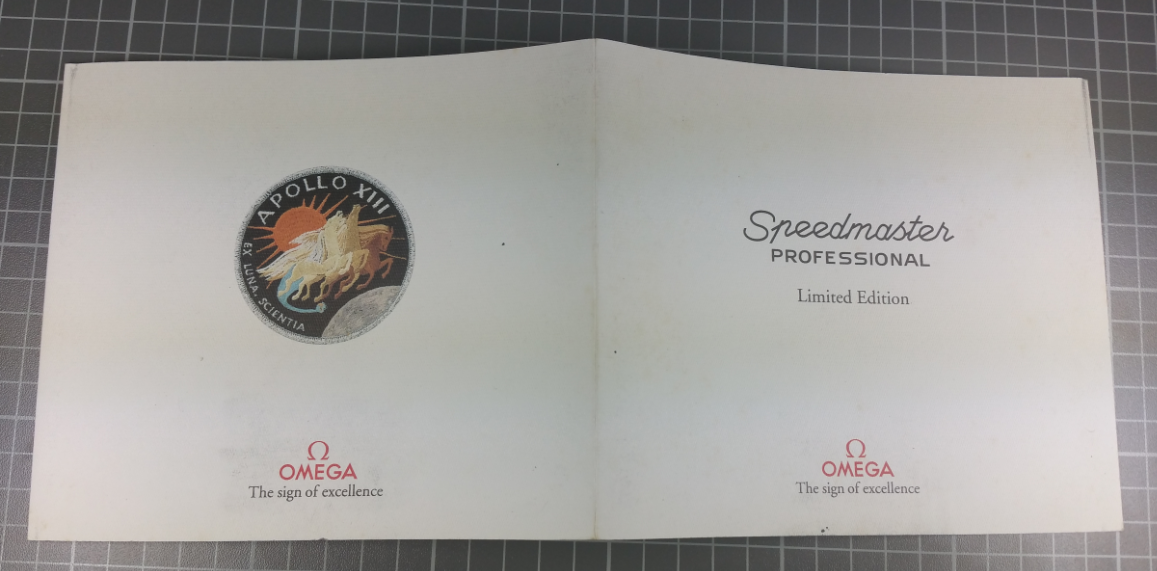 APOLLO XIII
EX LUNA, SCIENTIA
Ω
OMEGA
The sign of excellence
Speedmaster
PROFESSIONAL
Limited Edition
Ω
OMEGA
The sign of excellence